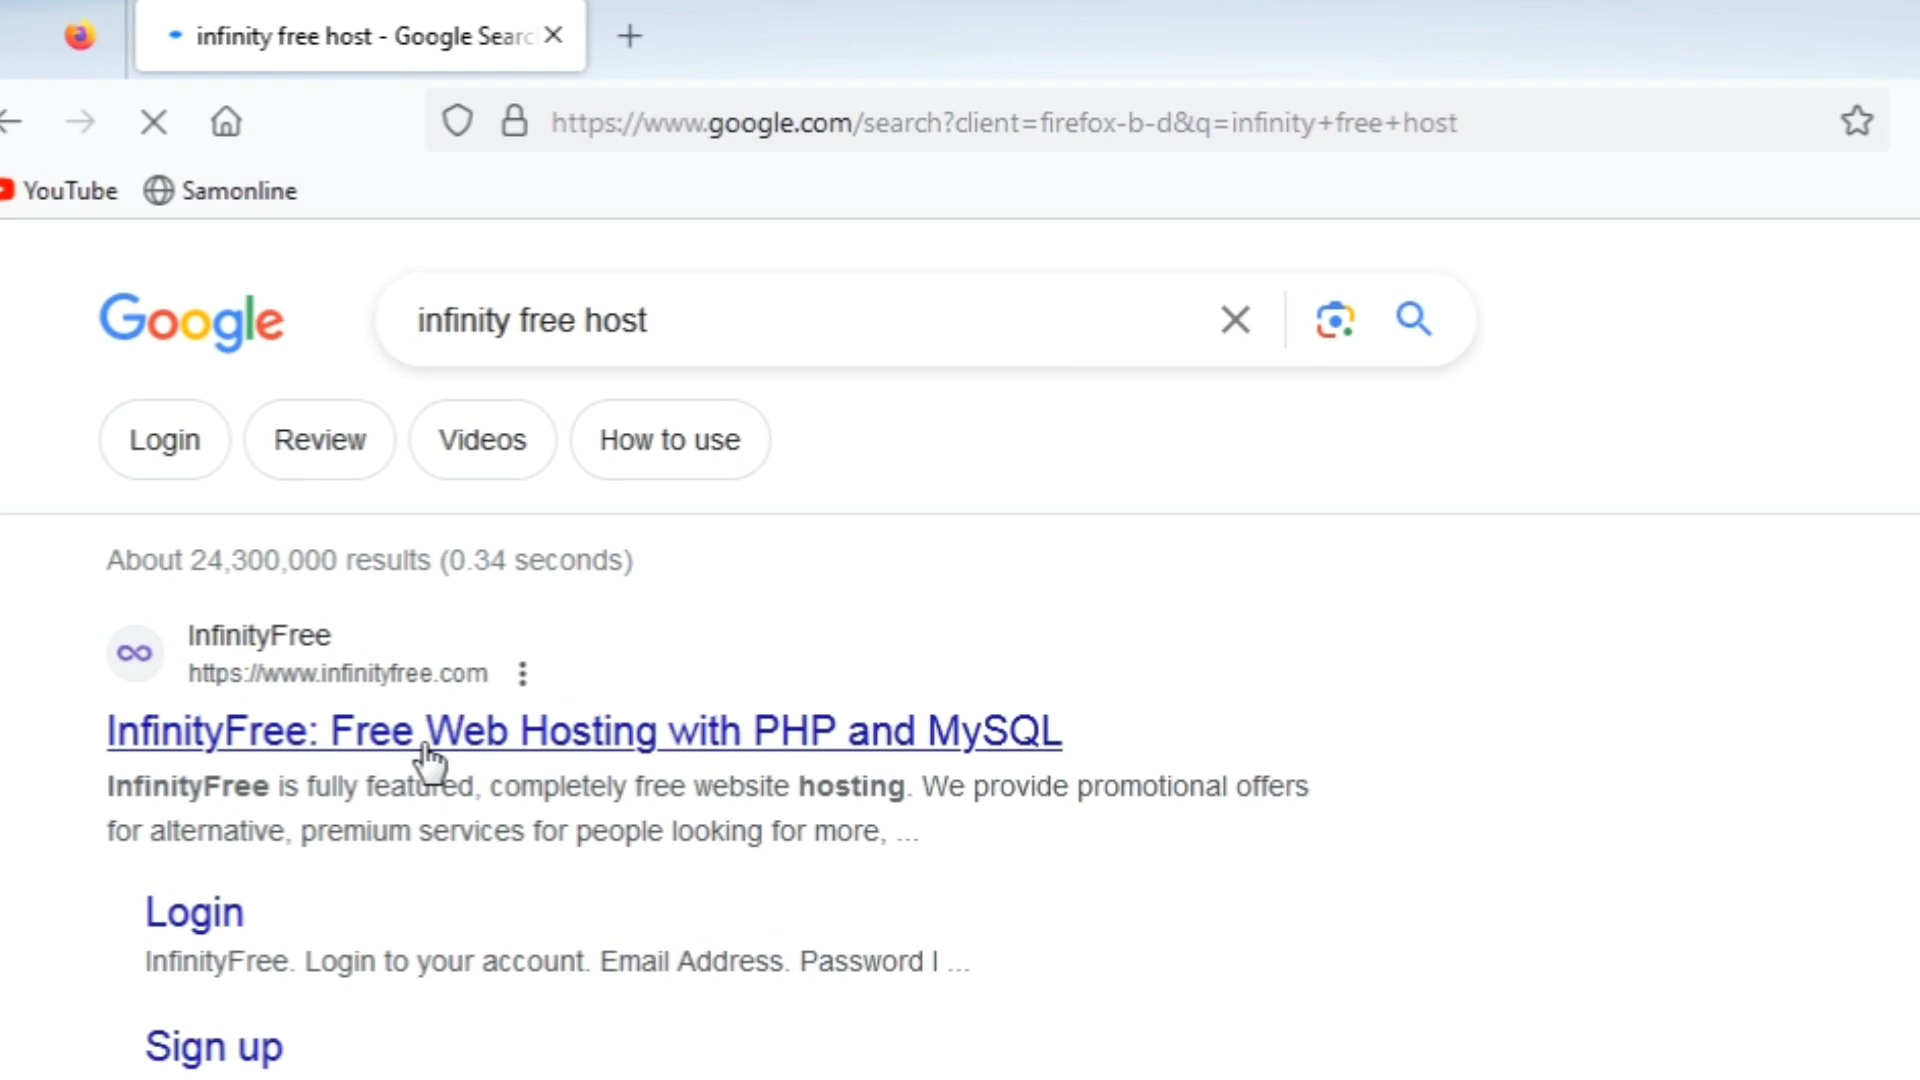 infinity free host - Google Searc
https://www.google.com/search?client=firefox-b-d&q=infinity+free+host
YouTube
Samonline
Google
infinity free host
Login
Review
Videos
How to use
About 24,300,000 results (0.34 seconds)
InfinityFree
https://www.infinityfree.com
InfinityFree: Free Web Hosting with PHP and MySQL
InfinityFree is fully featured, completely free website hosting. We provide promotional offers
for alternative, premium services for people looking for more, ...
Login
InfinityFree. Login to your account. Email Address. Password I ...
Sign up